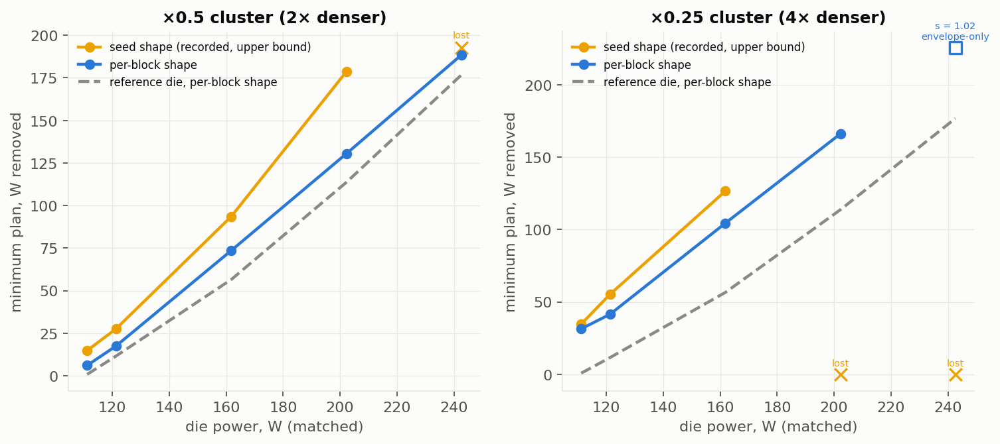 ×0.5 cluster (2× denser)
lost
seed shape (recorded, upper bound)
per-block shape
reference die, per-block shape
minimum plan, W removed
200
175
150
125
100
75
50
25
0
120
140
160
180
200
220
240
die power, W (matched)
×0.25 cluster (4× denser)
s = 1.02
envelope-only
seed shape (recorded, upper bound)
per-block shape
reference die, per-block shape
minimum plan, W removed
200
150
100
50
0
lost
lost
120
140
160
180
200
220
240
die power, W (matched)